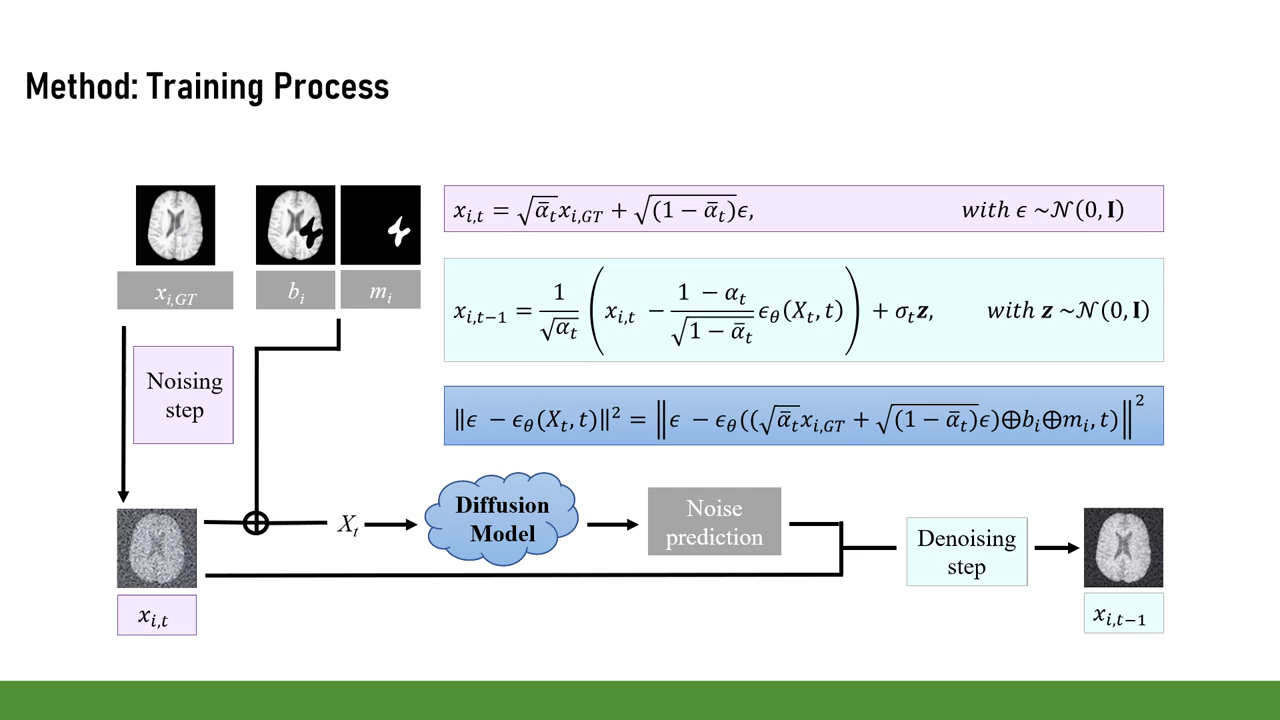 Method: Training Process
x_{i,GT}
b_i
m_i
x_{i,t} = √ᾱ_t x_{i,GT} + √(1 − ᾱ_t) ϵ, with ϵ ~𝒩(0, I)
x_{i,t−1} = 1/√α_t ( x_{i,t} − (1 − α_t)/√(1 − ᾱ_t) ϵ_θ(X_t, t) ) + σ_t z, with z ~𝒩(0, I)
‖ϵ − ϵ_θ(X_t, t)‖² = ‖ϵ − ϵ_θ((√ᾱ_t x_{i,GT} + √(1 − ᾱ_t) ϵ)⊕b_i⊕m_i, t)‖²
Noising
step
X_t
Diffusion
Model
Noise
prediction
Denoising
step
x_{i,t}
x_{i,t−1}